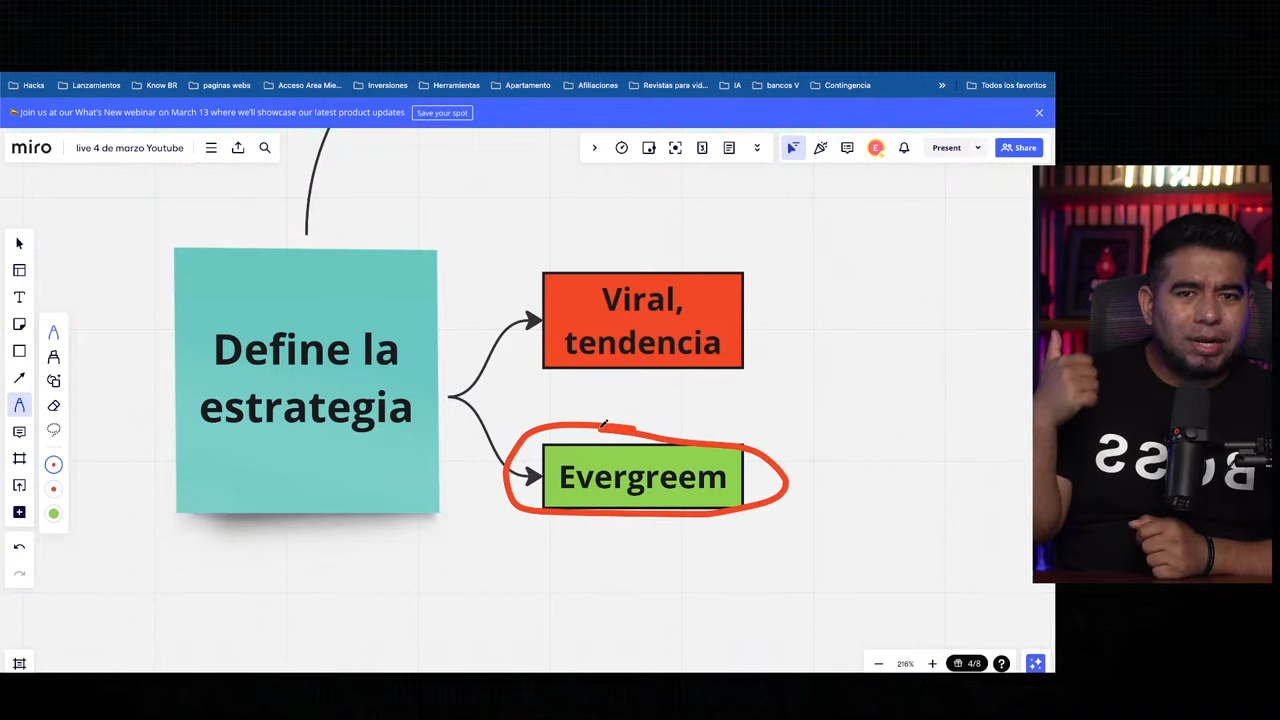 Hacks Lanzamientos Know BR paginas webs Acceso Area Mie... Inversiones Herramientas Apartamento Afiliaciones Revistas para vid... IA bancos V Contingencia » Todos los favoritos
Join us at our What's New webinar on March 13 where we'll showcase our latest product updates Save your spot
miro live 4 de marzo Youtube 3 E Present Share
Define la
estrategia
Viral,
tendencia
Evergreem
BOSS
216% 4/8 ?